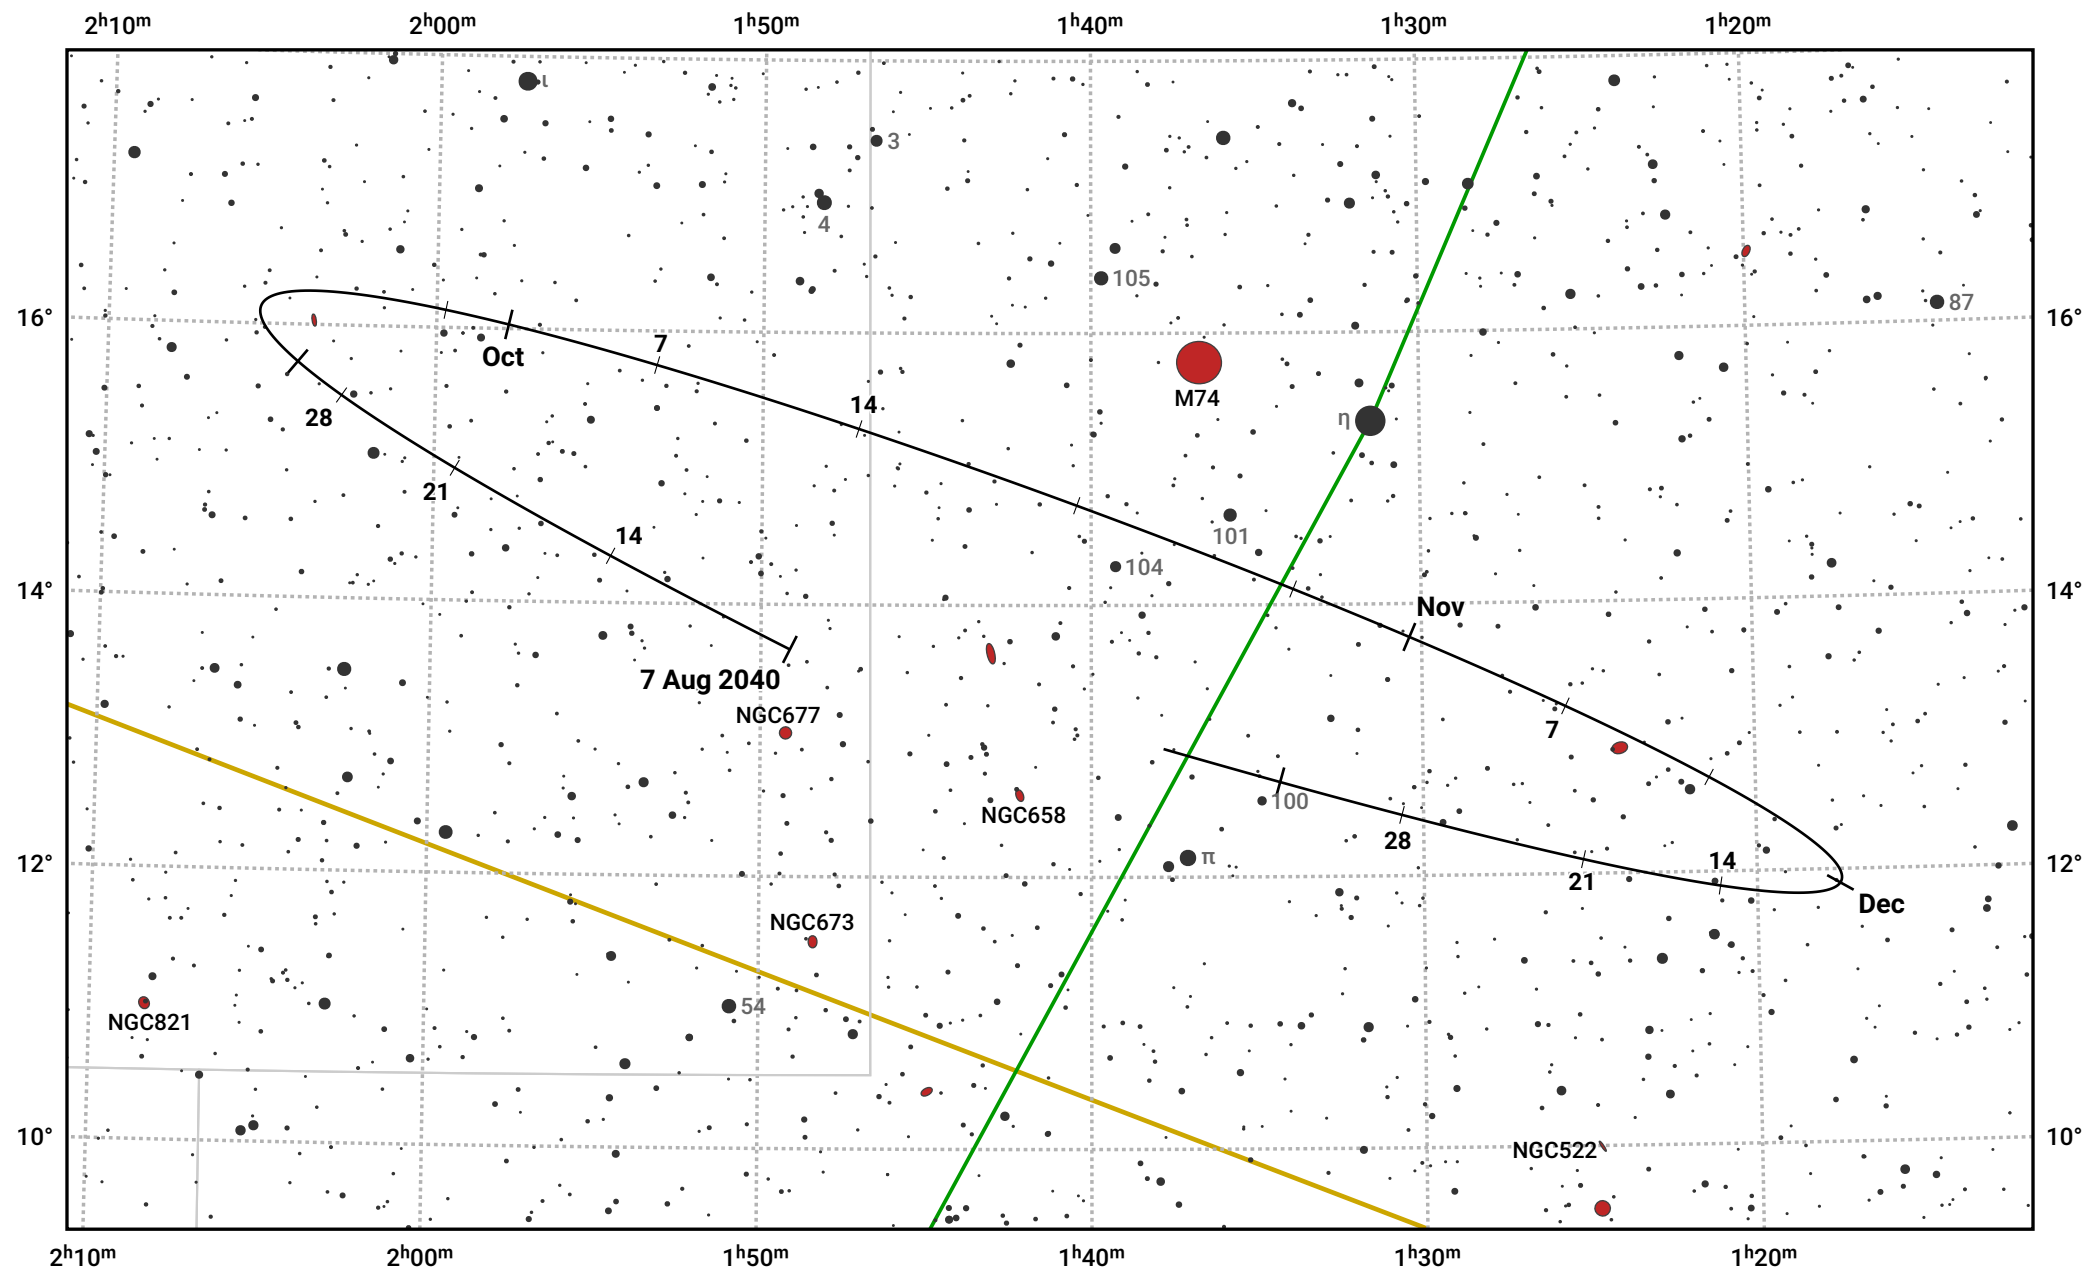 2ʰ10ᵐ 2ʰ00ᵐ 1ʰ50ᵐ 1ʰ40ᵐ 1ʰ30ᵐ 1ʰ20ᵐ
ι
3
4
105
87
16° 16°
Oct
7
M74
14
η
28
21
14
101
104
14° 14°
Nov
7 Aug 2040
NGC677
7
100
NGC658
28
π
14
12° 12°
21
Dec
NGC673
54
NGC821
10° 10°
NGC522
2ʰ10ᵐ 2ʰ00ᵐ 1ʰ50ᵐ 1ʰ40ᵐ 1ʰ30ᵐ 1ʰ20ᵐ